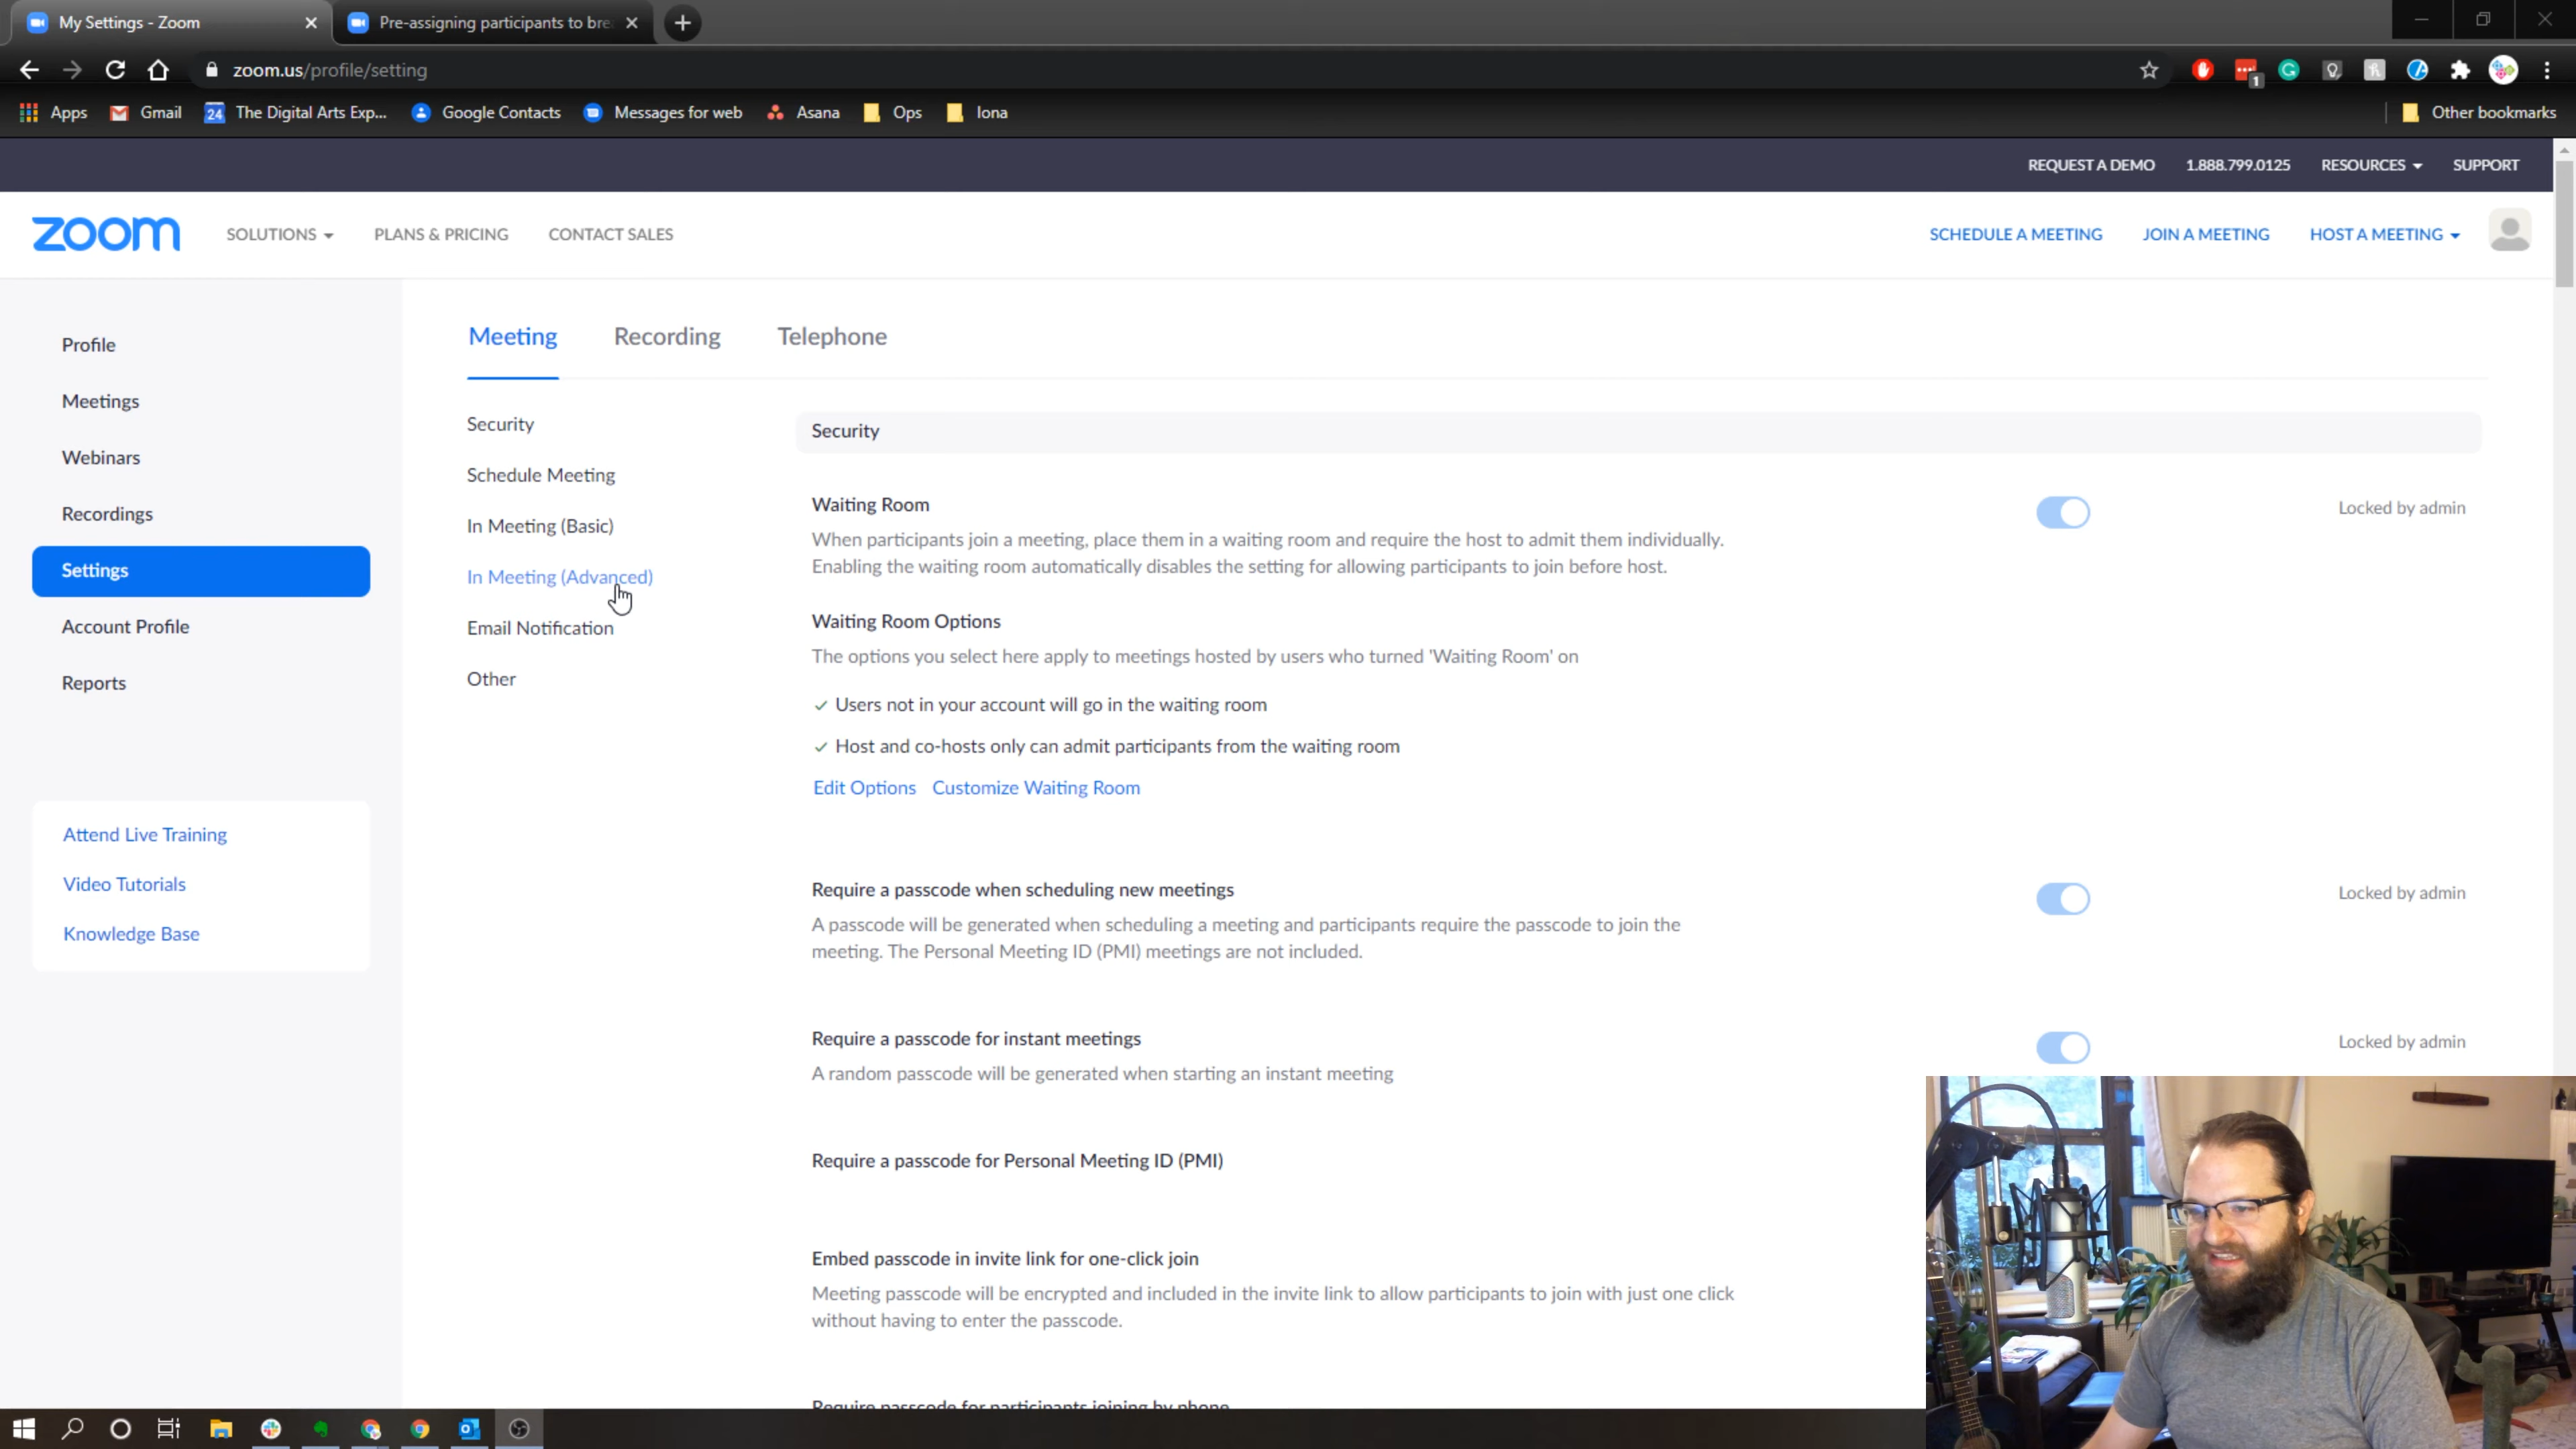 My Settings - Zoom
Pre-assigning participants to bre
zoom.us/profile/setting
1
Apps
Gmail
24
The Digital Arts Exp...
Google Contacts
Messages for web
Asana
Ops
Iona
Other bookmarks
REQUEST A DEMO
1.888.799.0125
RESOURCES
SUPPORT
zoom
SOLUTIONS
PLANS & PRICING
CONTACT SALES
SCHEDULE A MEETING
JOIN A MEETING
HOST A MEETING
Profile
Meetings
Webinars
Recordings
Settings
Account Profile
Reports
Attend Live Training
Video Tutorials
Knowledge Base
Meeting
Recording
Telephone
Security
Schedule Meeting
In Meeting (Basic)
In Meeting (Advanced)
Email Notification
Other
Security
Waiting Room
Locked by admin
When participants join a meeting, place them in a waiting room and require the host to admit them individually.
Enabling the waiting room automatically disables the setting for allowing participants to join before host.
Waiting Room Options
The options you select here apply to meetings hosted by users who turned 'Waiting Room' on
Users not in your account will go in the waiting room
Host and co-hosts only can admit participants from the waiting room
Edit Options
Customize Waiting Room
Require a passcode when scheduling new meetings
Locked by admin
A passcode will be generated when scheduling a meeting and participants require the passcode to join the
meeting. The Personal Meeting ID (PMI) meetings are not included.
Require a passcode for instant meetings
Locked by admin
A random passcode will be generated when starting an instant meeting
Require a passcode for Personal Meeting ID (PMI)
Embed passcode in invite link for one-click join
Meeting passcode will be encrypted and included in the invite link to allow participants to join with just one click
without having to enter the passcode.
Require passcode for participants joining by phone